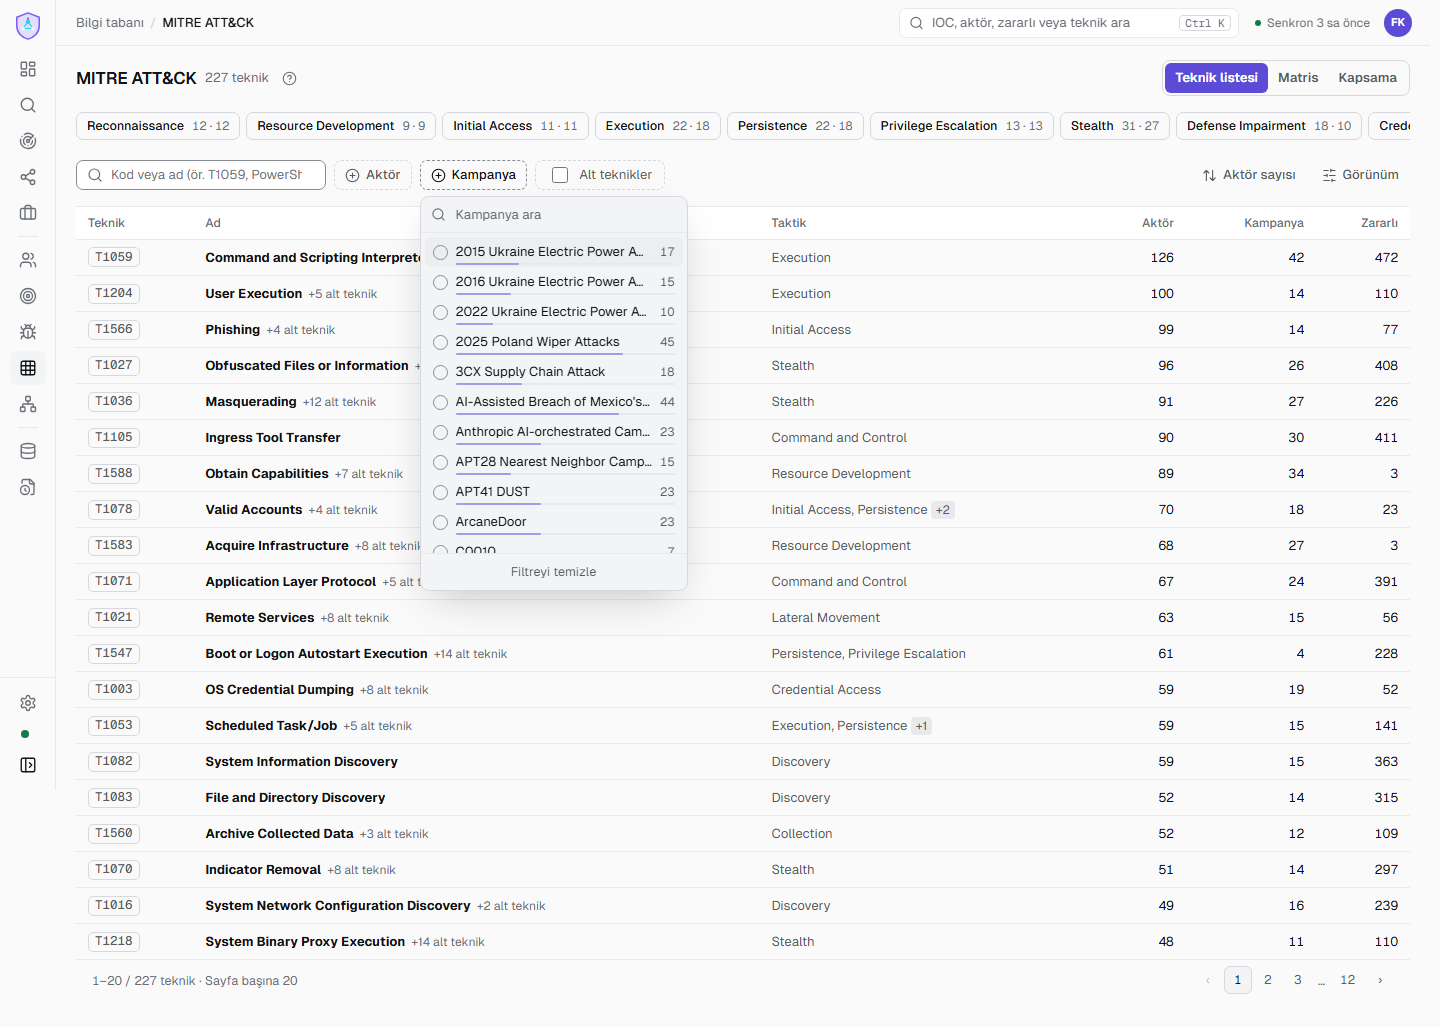 Bilgi tabanı / MITRE ATT&CK
IOC, aktör, zararlı veya teknik ara Ctrl K
Senkron 3 sa önce
FK
MITRE ATT&CK 227 teknik
Teknik listesi Matris Kapsama
Reconnaissance 12 · 12 Resource Development 9 · 9 Initial Access 11 · 11 Execution 22 · 18 Persistence 22 · 18 Privilege Escalation 13 · 13 Stealth 31 · 27 Defense Impairment 18 · 10 Crede
Kod veya ad (ör. T1059, PowerSh Aktör Kampanya Alt teknikler Aktör sayısı Görünüm
Kampanya ara
2015 Ukraine Electric Power A... 17
2016 Ukraine Electric Power A... 15
2022 Ukraine Electric Power A... 10
2025 Poland Wiper Attacks 45
3CX Supply Chain Attack 18
AI-Assisted Breach of Mexico's... 44
Anthropic AI-orchestrated Cam... 23
APT28 Nearest Neighbor Camp... 15
APT41 DUST 23
ArcaneDoor 23
C0010 7
Filtreyi temizle
Teknik Ad Taktik Aktör Kampanya Zararlı
T1059 Command and Scripting Interprete Execution 126 42 472
T1204 User Execution +5 alt teknik Execution 100 14 110
T1566 Phishing +4 alt teknik Initial Access 99 14 77
T1027 Obfuscated Files or Information + Stealth 96 26 408
T1036 Masquerading +12 alt teknik Stealth 91 27 226
T1105 Ingress Tool Transfer Command and Control 90 30 411
T1588 Obtain Capabilities +7 alt teknik Resource Development 89 34 3
T1078 Valid Accounts +4 alt teknik Initial Access, Persistence +2 70 18 23
T1583 Acquire Infrastructure +8 alt teknik Resource Development 68 27 3
T1071 Application Layer Protocol +5 alt t Command and Control 67 24 391
T1021 Remote Services +8 alt teknik Lateral Movement 63 15 56
T1547 Boot or Logon Autostart Execution +14 alt teknik Persistence, Privilege Escalation 61 4 228
T1003 OS Credential Dumping +8 alt teknik Credential Access 59 19 52
T1053 Scheduled Task/Job +5 alt teknik Execution, Persistence +1 59 15 141
T1082 System Information Discovery Discovery 59 15 363
T1083 File and Directory Discovery Discovery 52 14 315
T1560 Archive Collected Data +3 alt teknik Collection 52 12 109
T1070 Indicator Removal +8 alt teknik Stealth 51 14 297
T1016 System Network Configuration Discovery +2 alt teknik Discovery 49 16 239
T1218 System Binary Proxy Execution +14 alt teknik Stealth 48 11 110
1–20 / 227 teknik · Sayfa başına 20
‹ 1 2 3 ... 12 ›